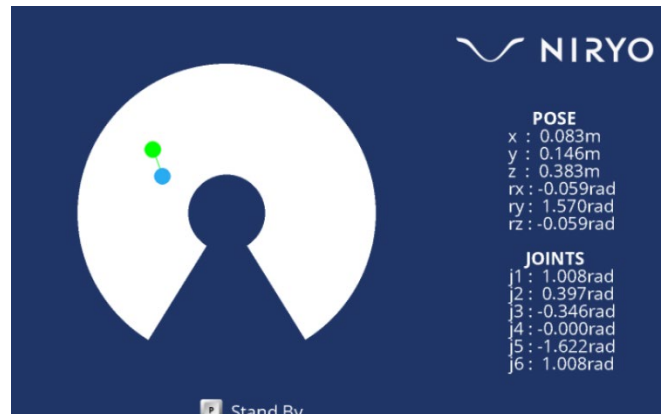 NIRYO
POSE
x : 0.083m
y : 0.146m
z : 0.383m
rx : -0.059rad
ry : 1.570rad
rz : -0.059rad
JOINTS
j1 : 1.008rad
j2 : 0.397rad
j3 : -0.346rad
j4 : -0.000rad
j5 : -1.622rad
j6 : 1.008rad
P Stand By